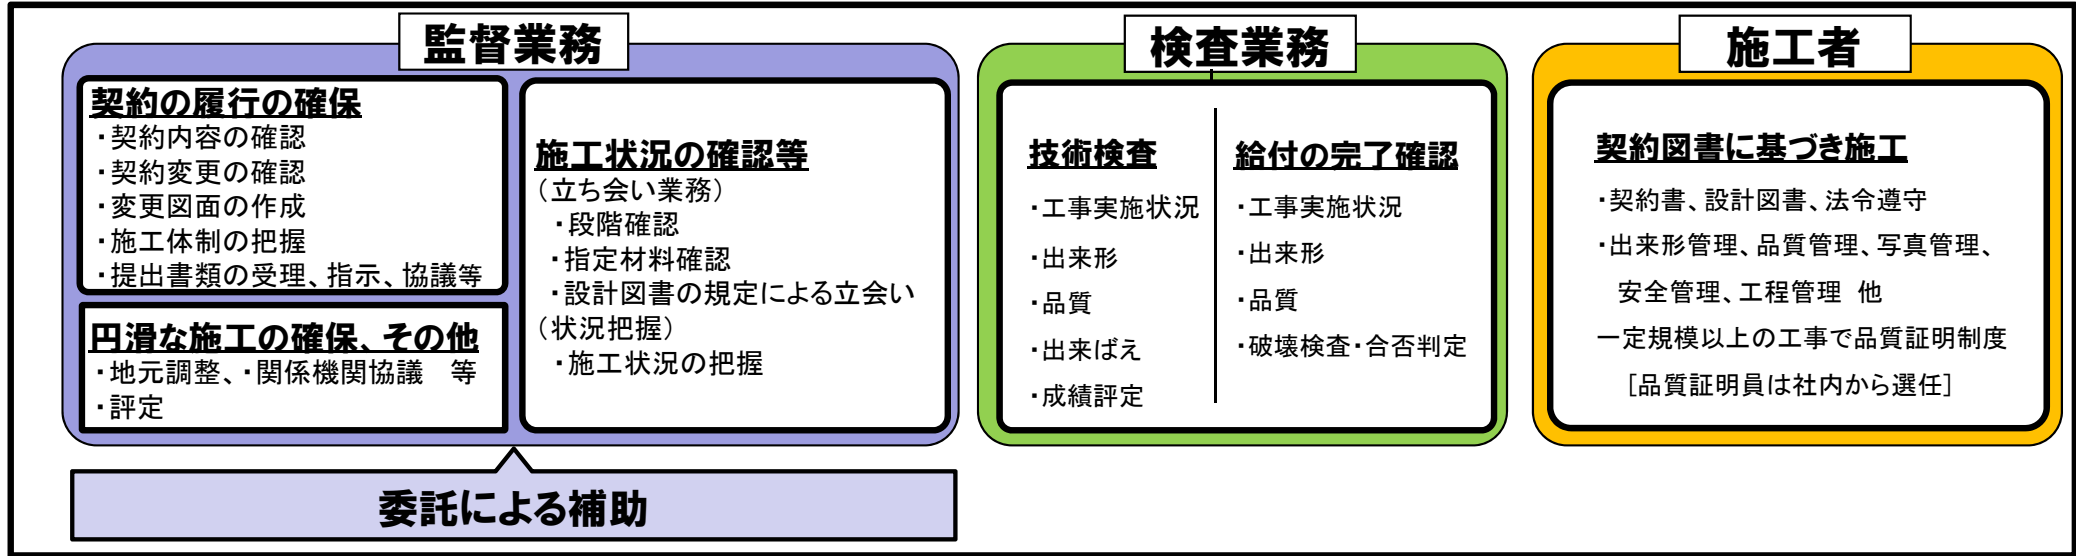 監督業務
契約の履行の確保
・契約内容の確認
・契約変更の確認
・変更図面の作成
・施工体制の把握
・提出書類の受理、指示、協議等
円滑な施工の確保、その他
・地元調整、・関係機関協議　等
・評定
施工状況の確認等
（立ち会い業務）
・段階確認
・指定材料確認
・設計図書の規定による立会い
（状況把握）
・施工状況の把握
委託による補助
検査業務
技術検査
・工事実施状況
・出来形
・品質
・出来ばえ
・成績評定
給付の完了確認
・工事実施状況
・出来形
・品質
・破壊検査・合否判定
施工者
契約図書に基づき施工
・契約書、設計図書、法令遵守
・出来形管理、品質管理、写真管理、
安全管理、工程管理　他
一定規模以上の工事で品質証明制度
［品質証明員は社内から選任］